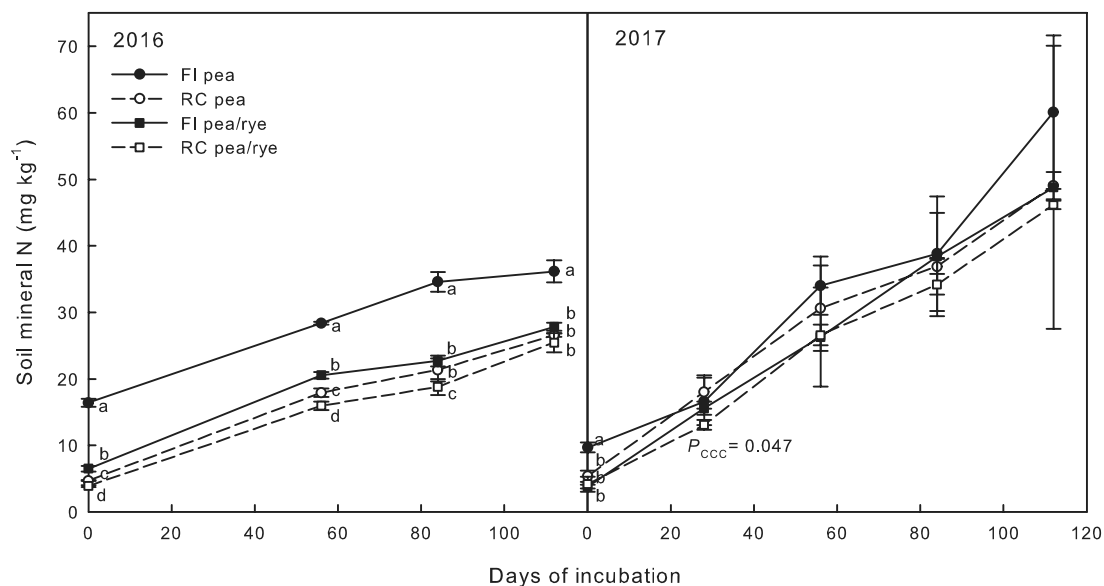 2016
2017
FI pea
RC pea
FI pea/rye
RC pea/rye
Soil mineral N (mg kg⁻¹)
70
60
50
40
30
20
10
0
a
a
a
a
b
b
b
b
c
c
b
b
d
d
c
b
a
b
b
b
P_CCC = 0.047
0 20 40 60 80 100 0 20 40 60 80 100 120
Days of incubation